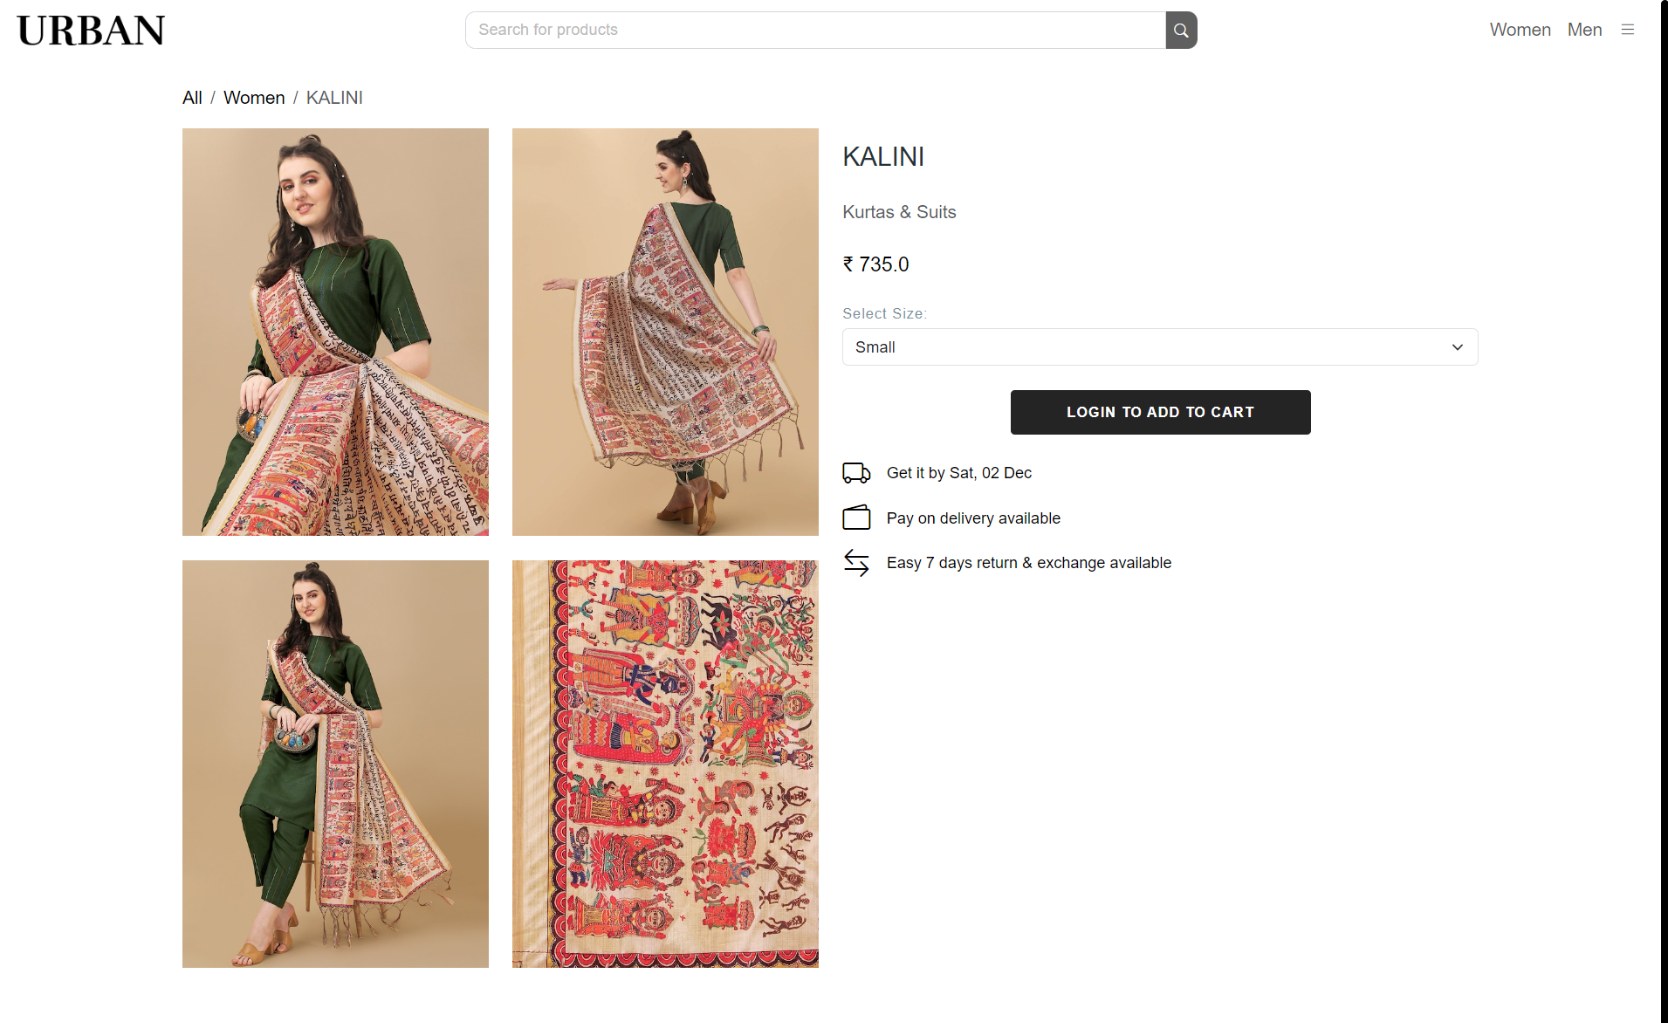 URBAN
Search for products
Women Men
All / Women / KALINI
KALINI
Kurtas & Suits
₹ 735.0
Select Size:
Small
LOGIN TO ADD TO CART
Get it by Sat, 02 Dec
Pay on delivery available
Easy 7 days return & exchange available